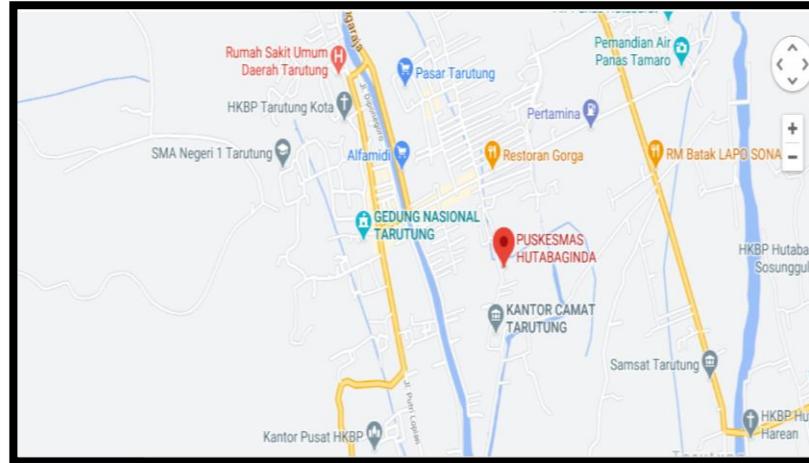 Rumah Sakit Umum
Daerah Tarutung
Pasar Tarutung
Pemandian Air
Panas Tamaro
HKBP Tarutung Kota
Jl. Diponegoro
Pertamina
SMA Negeri 1 Tarutung
Alfamidi
Restoran Gorga
RM Batak LAPO SONA
GEDUNG NASIONAL
TARUTUNG
PUSKESMAS
HUTABAGINDA
HKBP Hutaba
Sosunggul
KANTOR CAMAT
TARUTUNG
Samsat Tarutung
Jl. Putri Lopian
HKBP Hu
Harean
Kantor Pusat HKBP